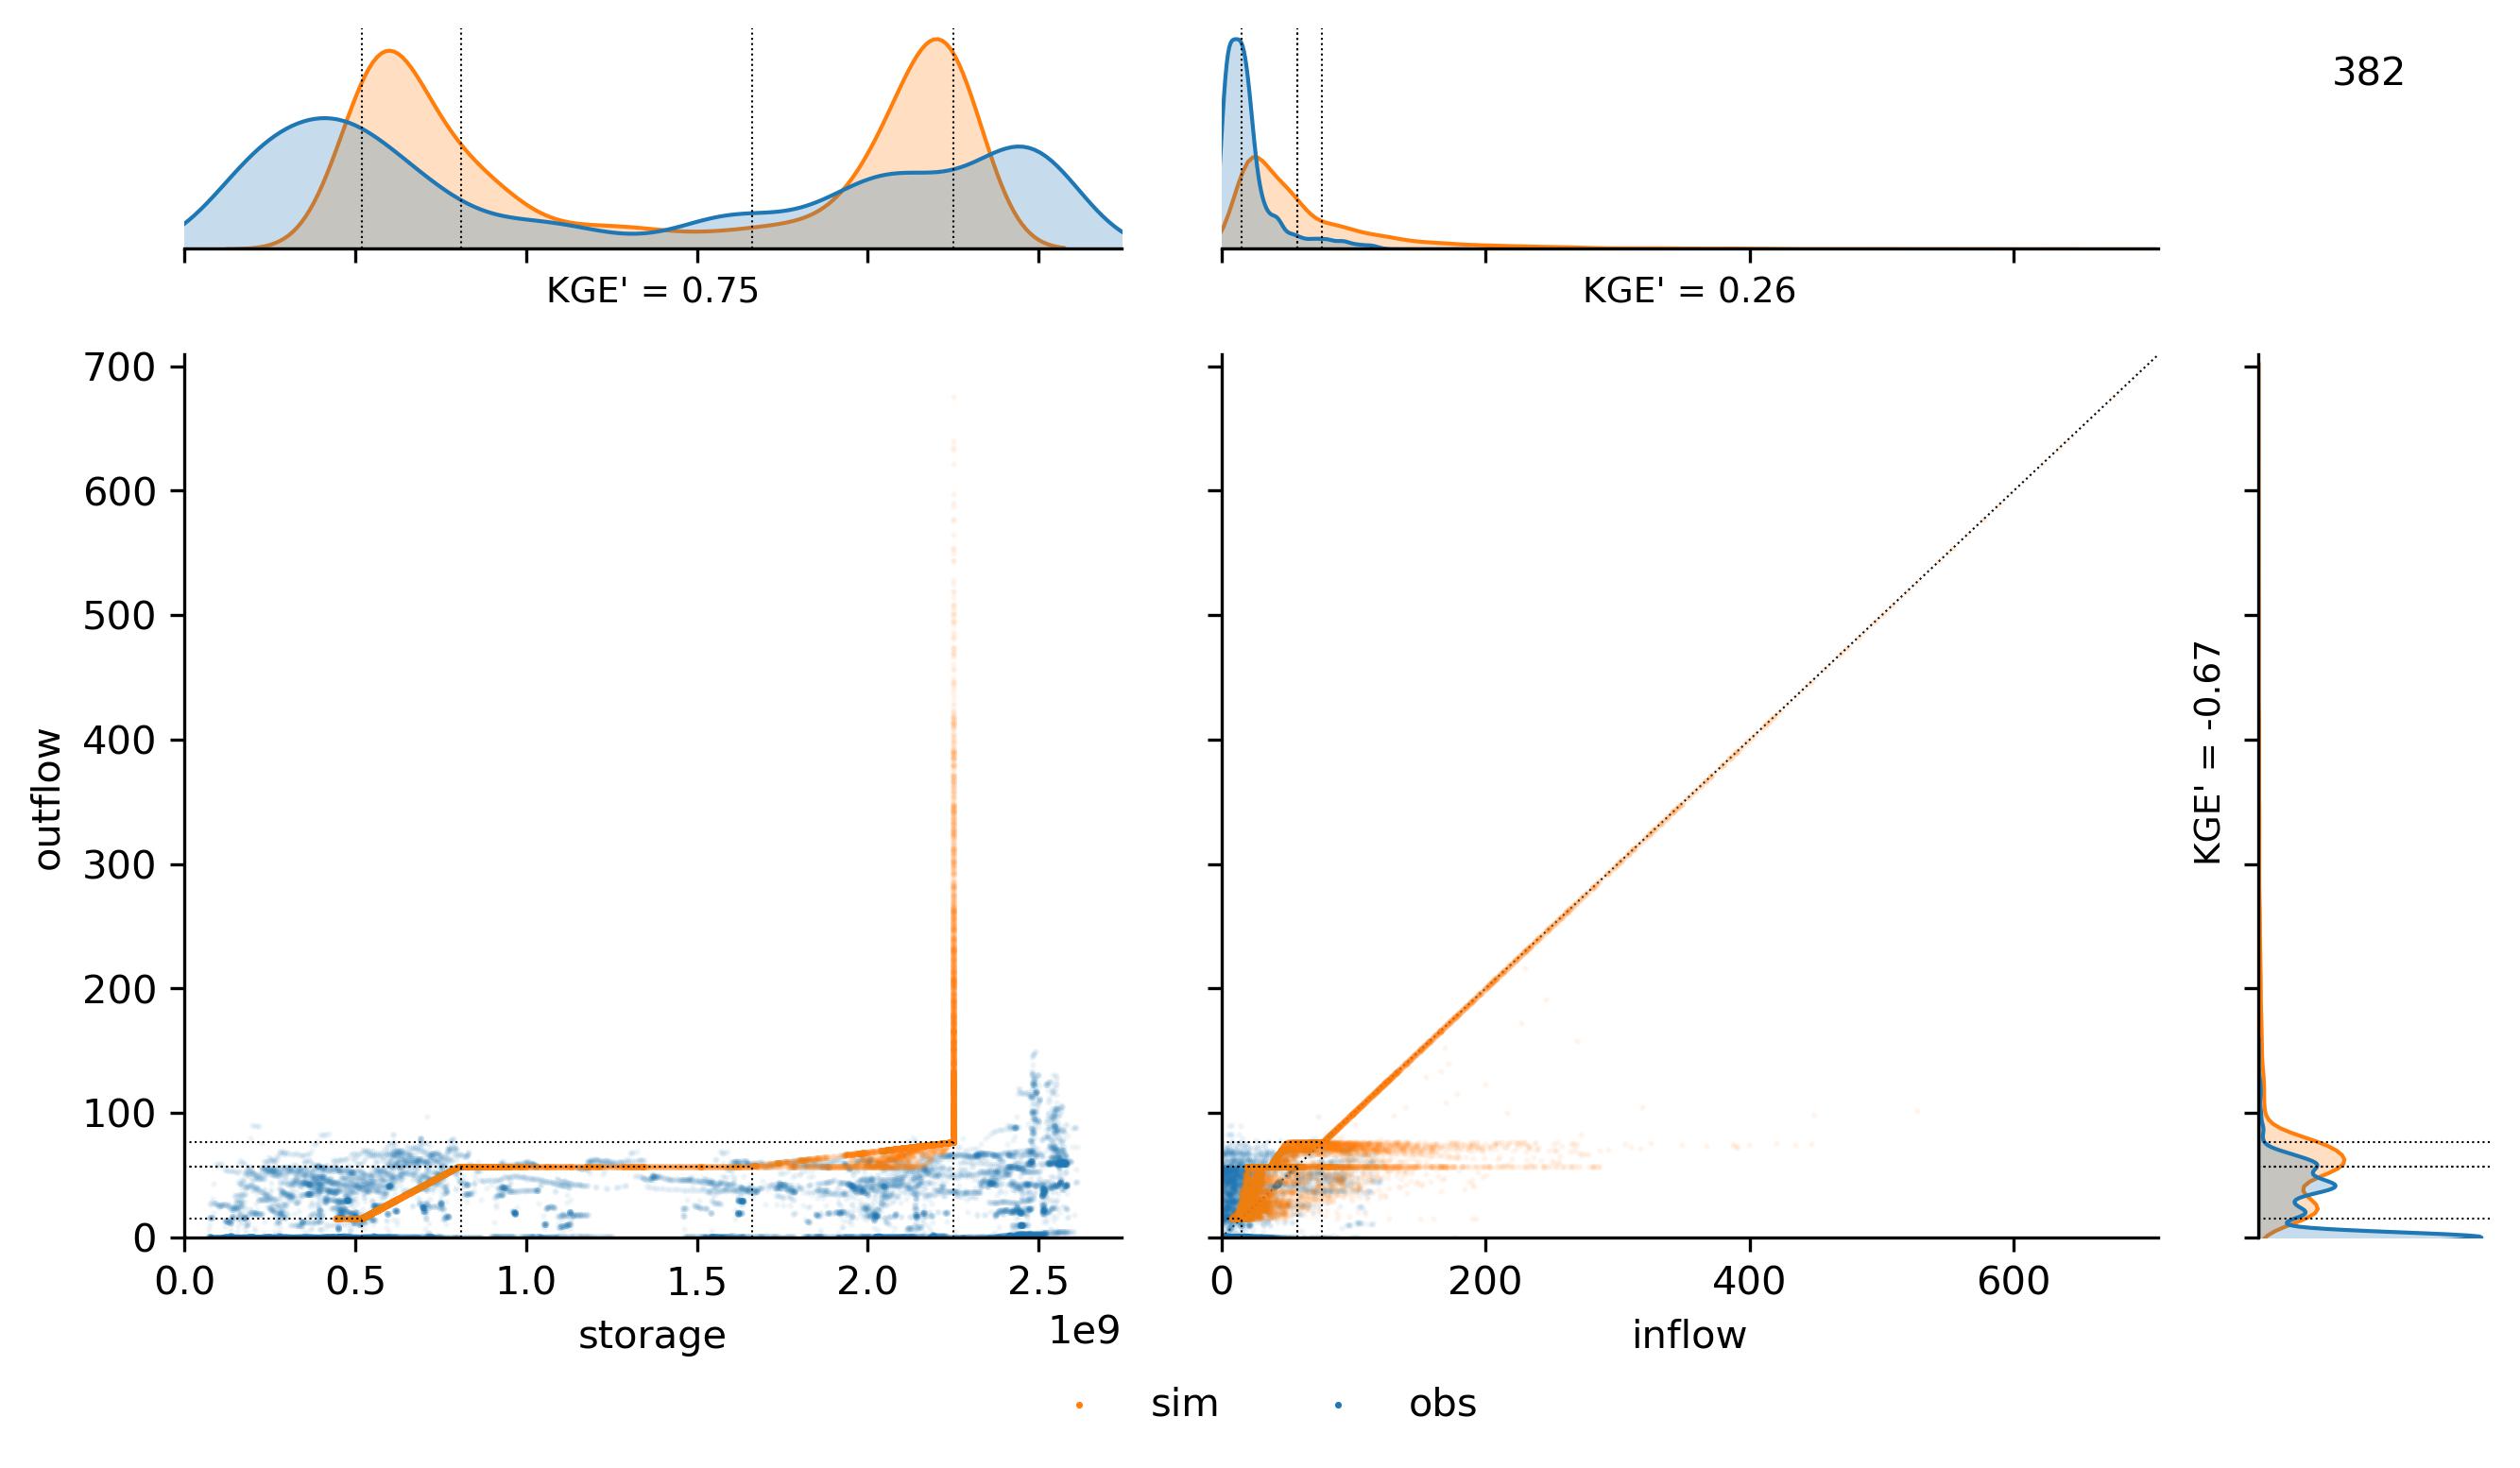 382
KGE' = 0.75
KGE' = 0.26
700
600
500
400
300
200
100
0
outflow
0.0 0.5 1.0 1.5 2.0 2.5
1e9
storage
0 200 400 600
inflow
KGE' = -0.67
sim obs